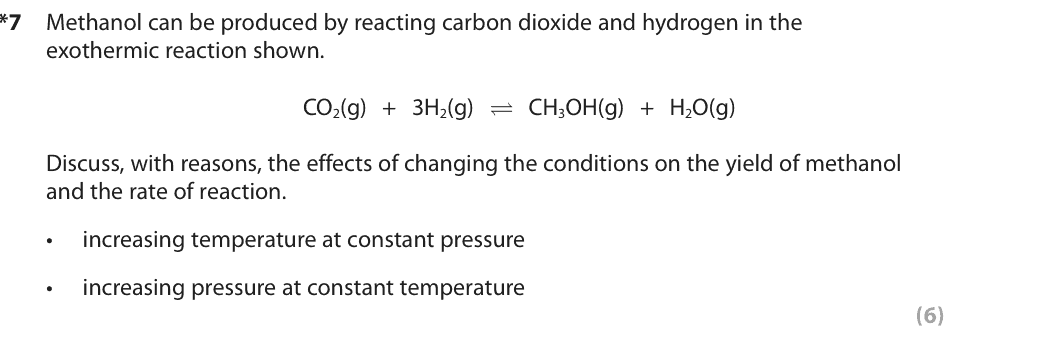 *7 Methanol can be produced by reacting carbon dioxide and hydrogen in the
exothermic reaction shown.
CO₂(g) + 3H₂(g) ⇌ CH₃OH(g) + H₂O(g)
Discuss, with reasons, the effects of changing the conditions on the yield of methanol
and the rate of reaction.
• increasing temperature at constant pressure
• increasing pressure at constant temperature
(6)